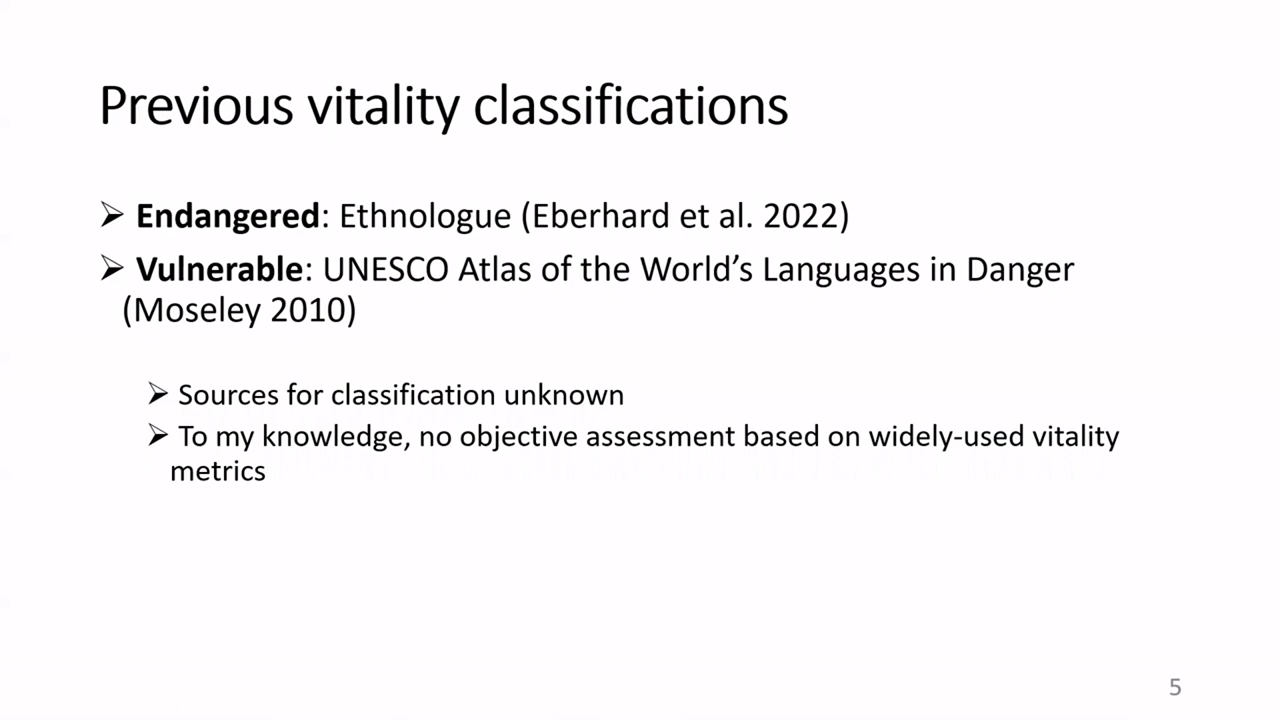 Previous vitality classifications
➢ Endangered: Ethnologue (Eberhard et al. 2022)
➢ Vulnerable: UNESCO Atlas of the World’s Languages in Danger
(Moseley 2010)
➢ Sources for classification unknown
➢ To my knowledge, no objective assessment based on widely-used vitality
metrics
5